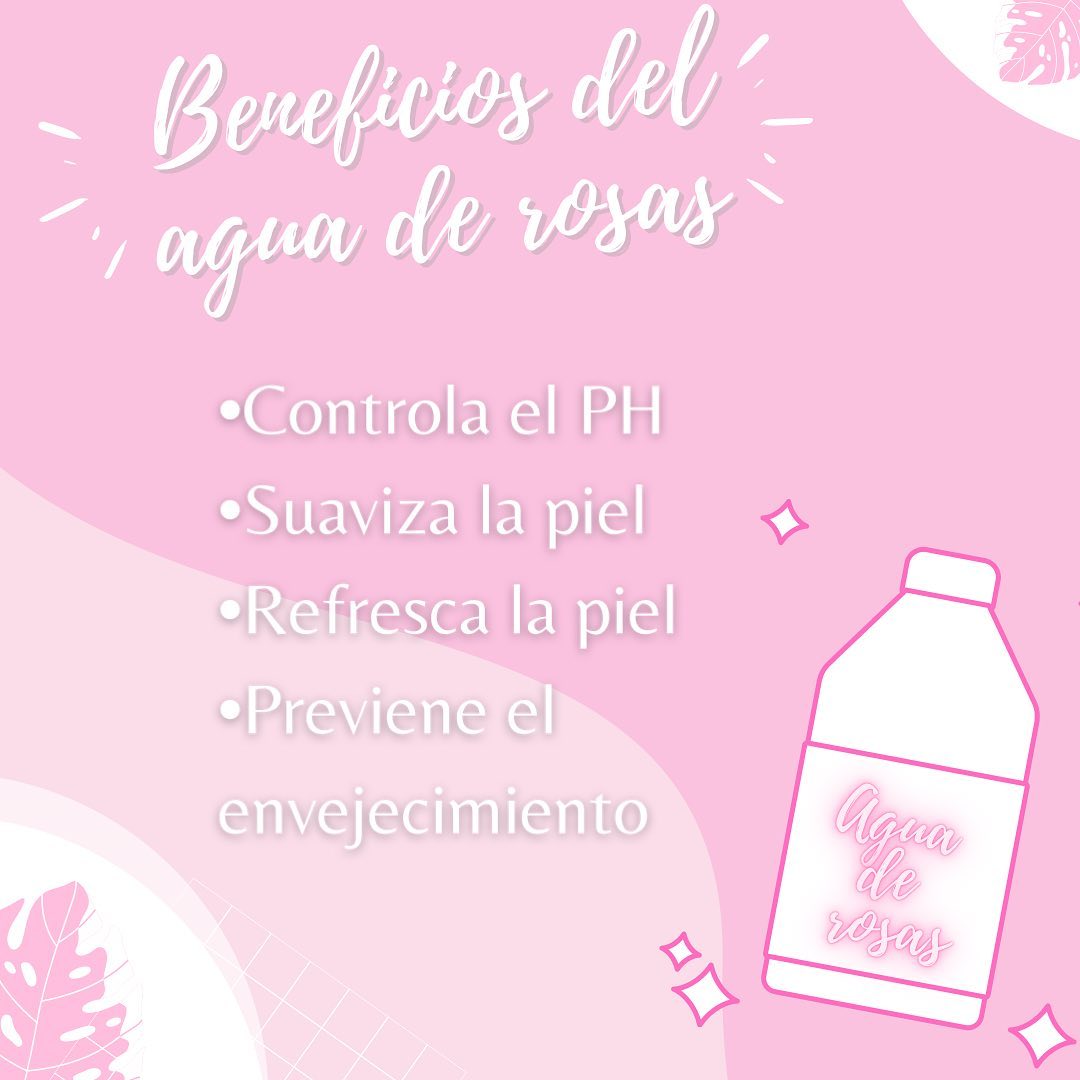 Beneficios del
agua de rosas
•Controla el PH
•Suaviza la piel
•Refresca la piel
•Previene el
envejecimiento
Agua
de
rosas